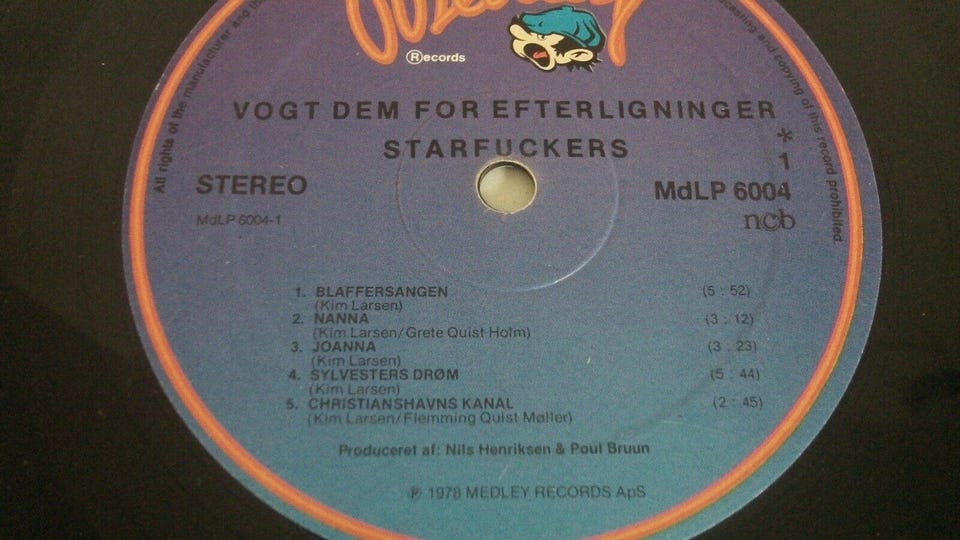 Ⓡecords
VOGT DEM FOR EFTERLIGNINGER
STARFUCKERS
*
1
STEREO
MdLP 6004
MdLP 6004-1
ncb
1. BLAFFERSANGEN (5 : 52)
(Kim Larsen)
2. NANNA (3 : 12)
(Kim Larsen/Grete Quist Holm)
3. JOANNA (3 : 23)
(Kim Larsen)
4. SYLVESTERS DRØM (5 : 44)
(Kim Larsen)
5. CHRISTIANSHAVNS KANAL (2 : 45)
(Kim Larsen/Flemming Quist Møller)
Produceret af: Nils Henriksen & Poul Bruun
℗ 1978 MEDLEY RECORDS ApS
All rights of the manufacturer and
and copying of this record prohibited.